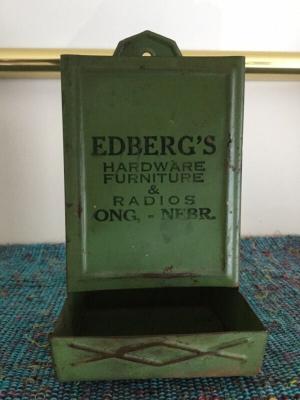 EDBERG'S
HARDWARE
FURNITURE
&
RADIOS
ONG, - NEBR.